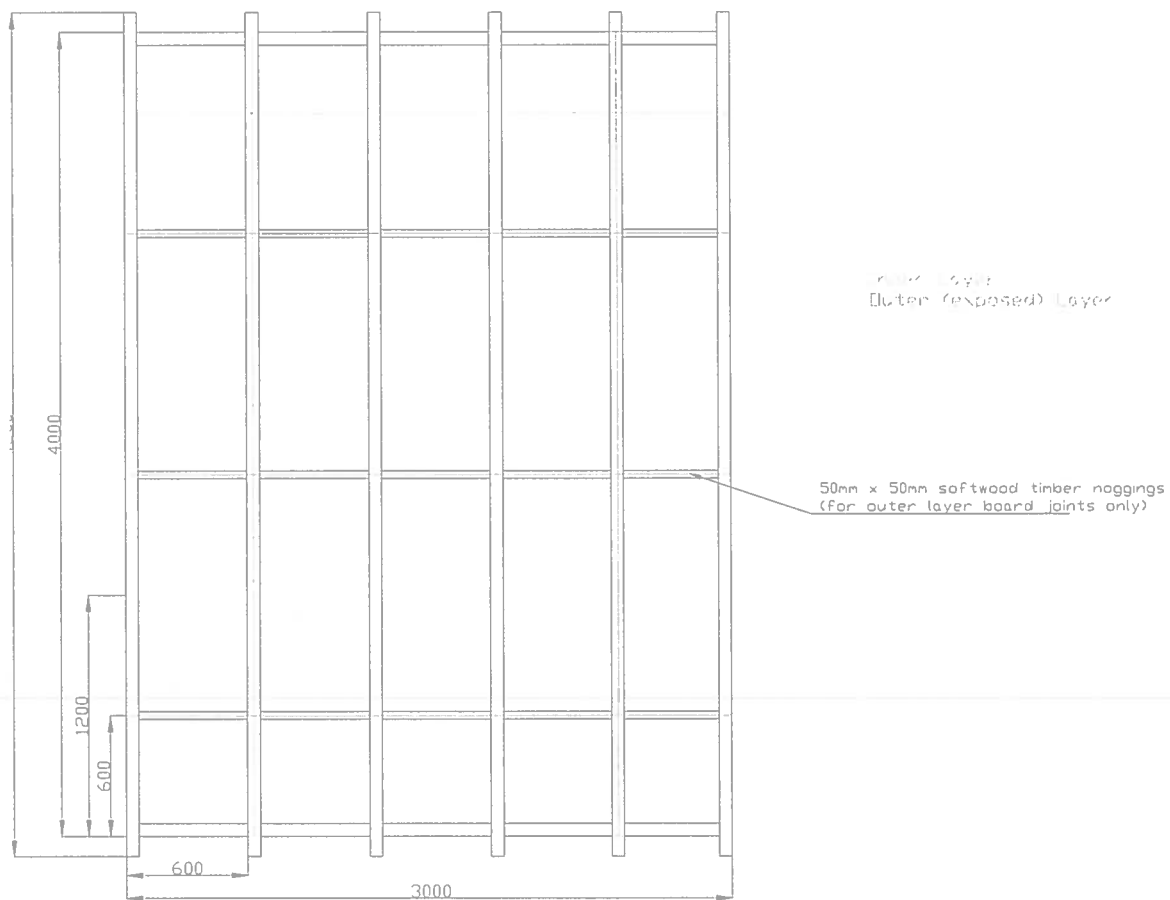 Layer
Outer (exposed) Layer
4000
50mm x 50mm softwood timber noggings
(for outer layer board joints only)
1200
600
600
3000